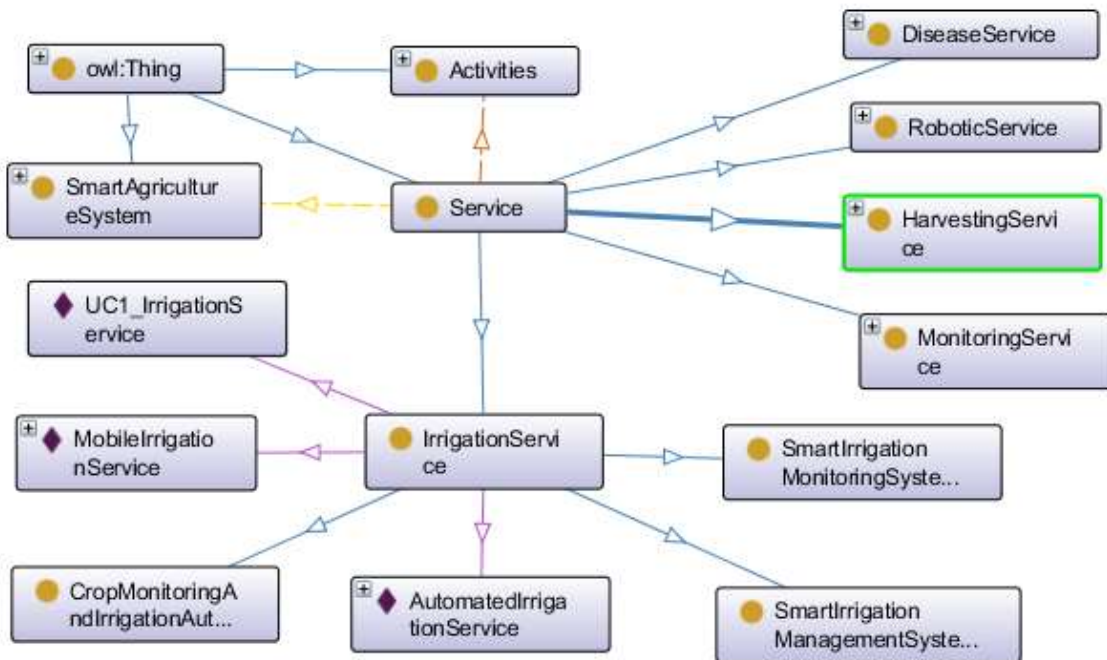 owl:Thing
Activities
DiseaseService
RoboticService
SmartAgricultur
eSystem
Service
HarvestingServi
ce
UC1_IrrigationS
ervice
MonitoringServi
ce
MobileIrrigatio
nService
IrrigationServi
ce
SmartIrrigation
MonitoringSyste...
CropMonitoringA
ndIrrigationAut...
AutomatedIrriga
tionService
SmartIrrigation
ManagementSyste...